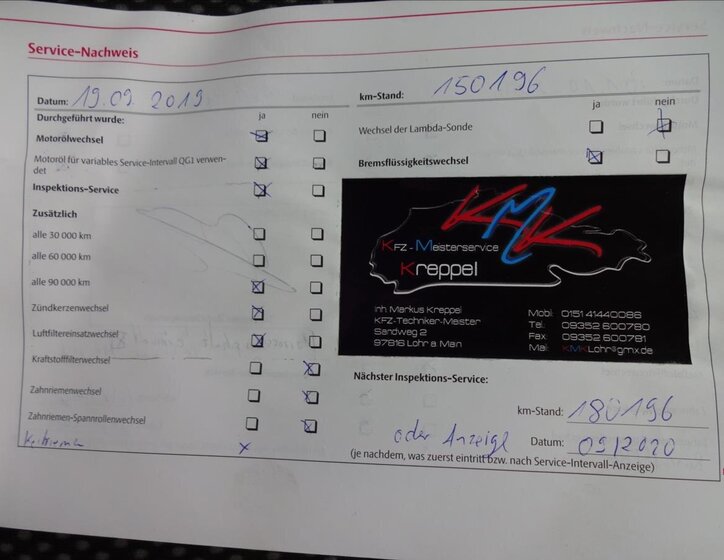 Service-Nachweis
Datum: 19.09 2019
km-Stand: 150196
Durchgeführt wurde: ja nein
ja nein
Motorölwechsel
Wechsel der Lambda-Sonde
Motoröl für variables Service-Intervall QG1 verwen-
det
Bremsflüssigkeitswechsel
Inspektions-Service
Zusätzlich
alle 30 000 km
alle 60 000 km
alle 90 000 km
Zündkerzenwechsel
Luftfiltereinsatzwechsel
Kraftstofffilterwechsel
Zahnriemenwechsel
Zahnriemen-Spannrollenwechsel
x
KMK
KFZ - Meisterservice
Kreppel
Inh Markus Kreppel
KFZ-Techniker-Meister
Sandweg 2
97816 Lohr a. Main
Mobil: 0151 41440086
Tel.: 09352 600780
Fax: 09352 600781
Mail: KMKLohr@gmx.de
Nächster Inspektions-Service:
km-Stand: 180196
oder Anzeige
Datum: 09/2020
(je nachdem, was zuerst eintritt bzw. nach Service-Intervall-Anzeige)